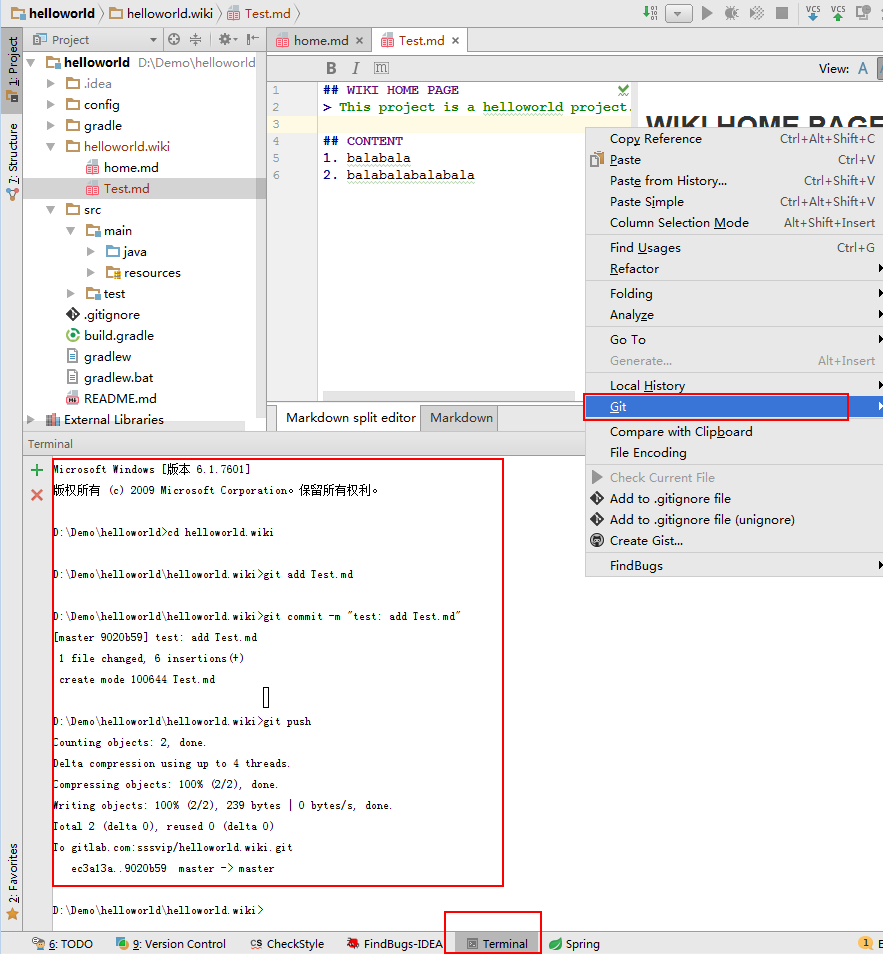 helloworld helloworld.wiki Test.md
VCS VCS
1: Project
7: Structure
2: Favorites
Project
home.md Test.md
helloworld D:\Demo\helloworld
.idea
config
gradle
helloworld.wiki
home.md
Test.md
src
main
java
resources
test
.gitignore
build.gradle
gradlew
gradlew.bat
README.md
External Libraries
B I m View: A
1 ## WIKI HOME PAGE
2 > This project is a helloworld project.
3
4 ## CONTENT
5 1. balabala
6 2. balabalabalabala
WIKI HOME PAGE
Markdown split editor Markdown
Copy Reference Ctrl+Alt+Shift+C
Paste Ctrl+V
Paste from History... Ctrl+Shift+V
Paste Simple Ctrl+Alt+Shift+V
Column Selection Mode Alt+Shift+Insert
Find Usages Ctrl+G
Refactor
Folding
Analyze
Go To
Generate... Alt+Insert
Local History
Git
Compare with Clipboard
File Encoding
Check Current File
Add to .gitignore file
Add to .gitignore file (unignore)
Create Gist...
FindBugs
Terminal
Microsoft Windows [版本 6.1.7601]
版权所有 (c) 2009 Microsoft Corporation。保留所有权利。
D:\Demo\helloworld>cd helloworld.wiki
D:\Demo\helloworld\helloworld.wiki>git add Test.md
D:\Demo\helloworld\helloworld.wiki>git commit -m "test: add Test.md"
[master 9020b59] test: add Test.md
1 file changed, 6 insertions(+)
create mode 100644 Test.md
D:\Demo\helloworld\helloworld.wiki>git push
Counting objects: 2, done.
Delta compression using up to 4 threads.
Compressing objects: 100% (2/2), done.
Writing objects: 100% (2/2), 239 bytes | 0 bytes/s, done.
Total 2 (delta 0), reused 0 (delta 0)
To gitlab.com:sssvip/helloworld.wiki.git
ec3a13a..9020b59 master -> master
D:\Demo\helloworld\helloworld.wiki>
6: TODO 9: Version Control CS CheckStyle FindBugs-IDEA Terminal Spring 1 E